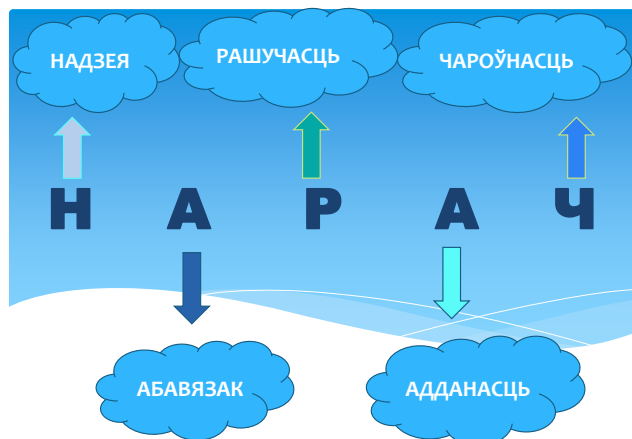 НАДЗЕЯ РАШУЧАСЦЬ ЧАРОЎНАСЦЬ
Н А Р А Ч
АБАВЯЗАК АДДАНАСЦЬ